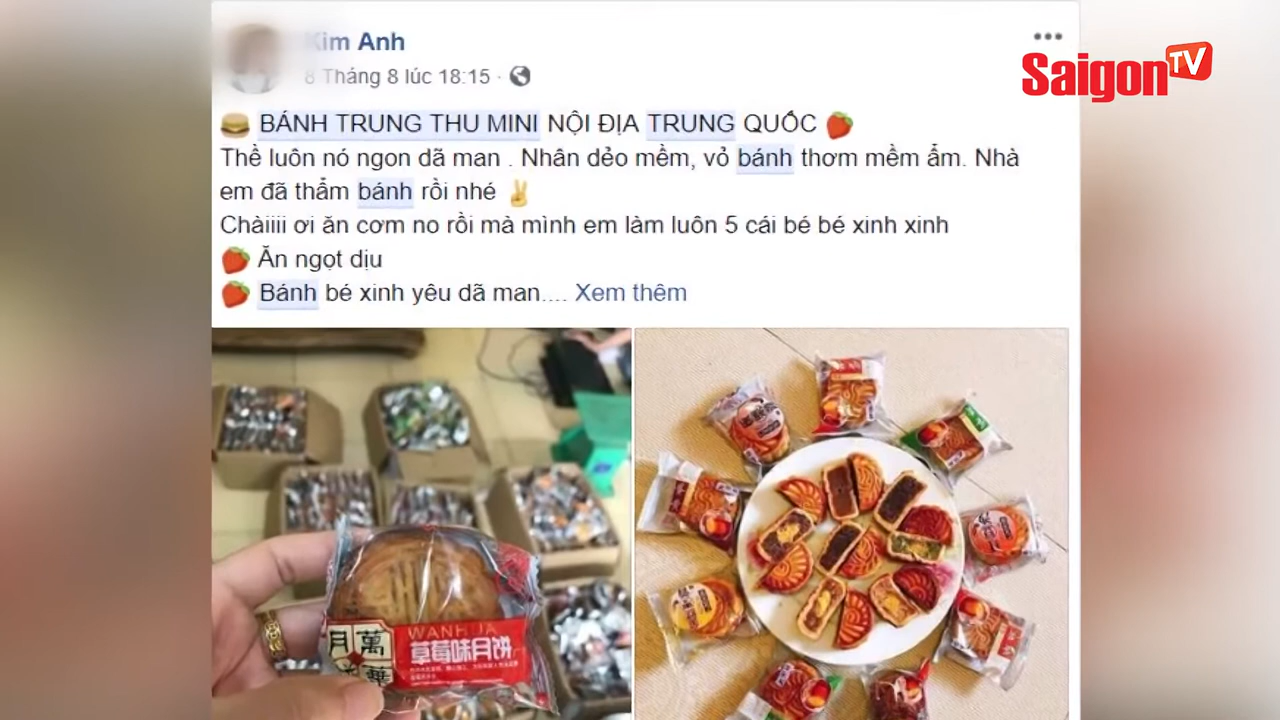 Kim Anh
8 Tháng 8 lúc 18:15 ·
Saigon TV
BÁNH TRUNG THU MINI NỘI ĐỊA TRUNG QUỐC
Thề luôn nó ngon dã man . Nhân dẻo mềm, vỏ bánh thơm mềm ẩm. Nhà
em đã thẩm bánh rồi nhé
Chàiiii ơi ăn cơm no rồi mà mình em làm luôn 5 cái bé bé xinh xinh
Ăn ngọt dịu
Bánh bé xinh yêu dã man.... Xem thêm
WANHUA
草莓味月饼
月 萬
華